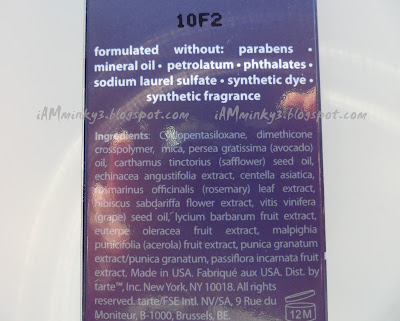 10F2
formulated without: parabens •
mineral oil • petrolatum • phthalates •
sodium laurel sulfate • synthetic dye •
synthetic fragrance
iAMminky3.blogspot.com iAMminky3.blogspot.com
Ingredients: Cyclopentasiloxane, dimethicone
crosspolymer, mica, persea gratissima (avocado)
oil, carthamus tinctorius (safflower) seed oil,
echinacea angustifolia extract, centella asiatica,
rosmarinus officinalis (rosemary) leaf extract,
hibiscus sabdariffa flower extract, vitis vinifera
(grape) seed oil, lycium barbarum fruit extract,
euterpe oleracea fruit extract, malpighia
punicifolia (acerola) fruit extract, punica granatum
extract/punica granatum, passiflora incarnata fruit
extract. Made in USA. Fabriqué aux USA. Dist. by
tarte™, Inc. New York, NY 10018. All rights
reserved. tarte/FSE Intl. NV/SA, 9 Rue du
Moniteur, B-1000, Brussels, BE.
12M